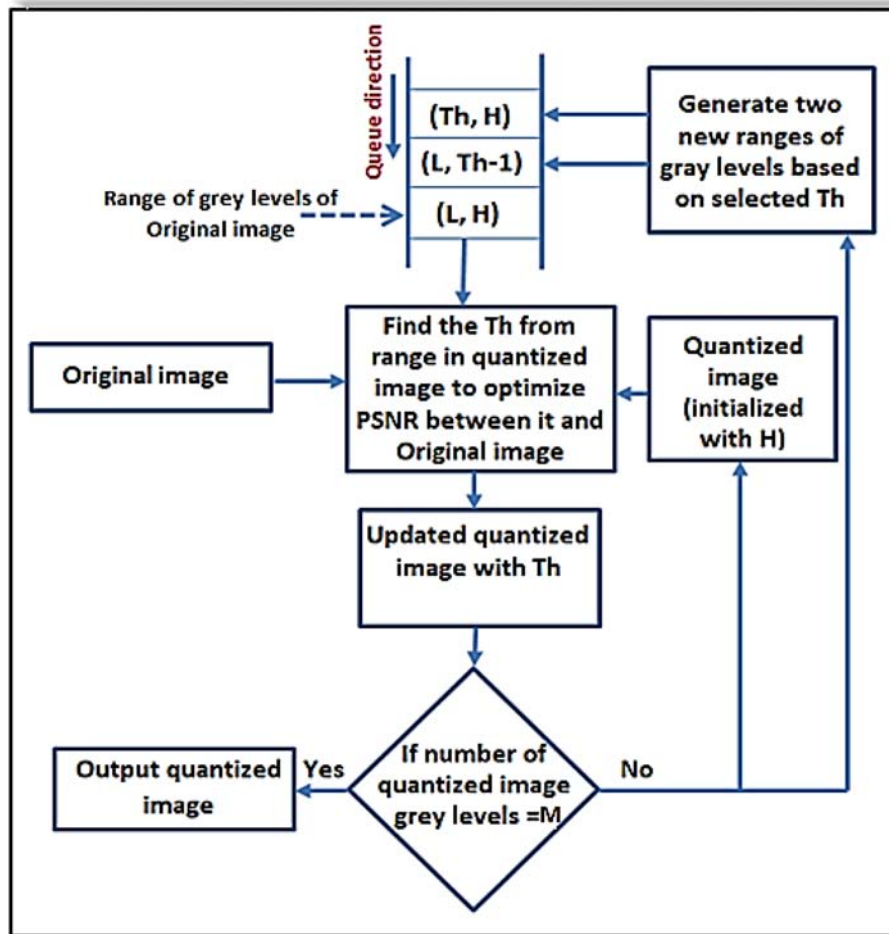 Queue direction
(Th, H)
(L, Th-1)
(L, H)
Generate two
new ranges of
gray levels based
on selected Th
Range of grey levels of
Original image
Original image
Find the Th from
range in quantized
image to optimize
PSNR between it and
Original image
Quantized
image
(initialized
with H)
Updated quantized
image with Th
If number of
quantized image
grey levels =M
Yes
No
Output quantized
image